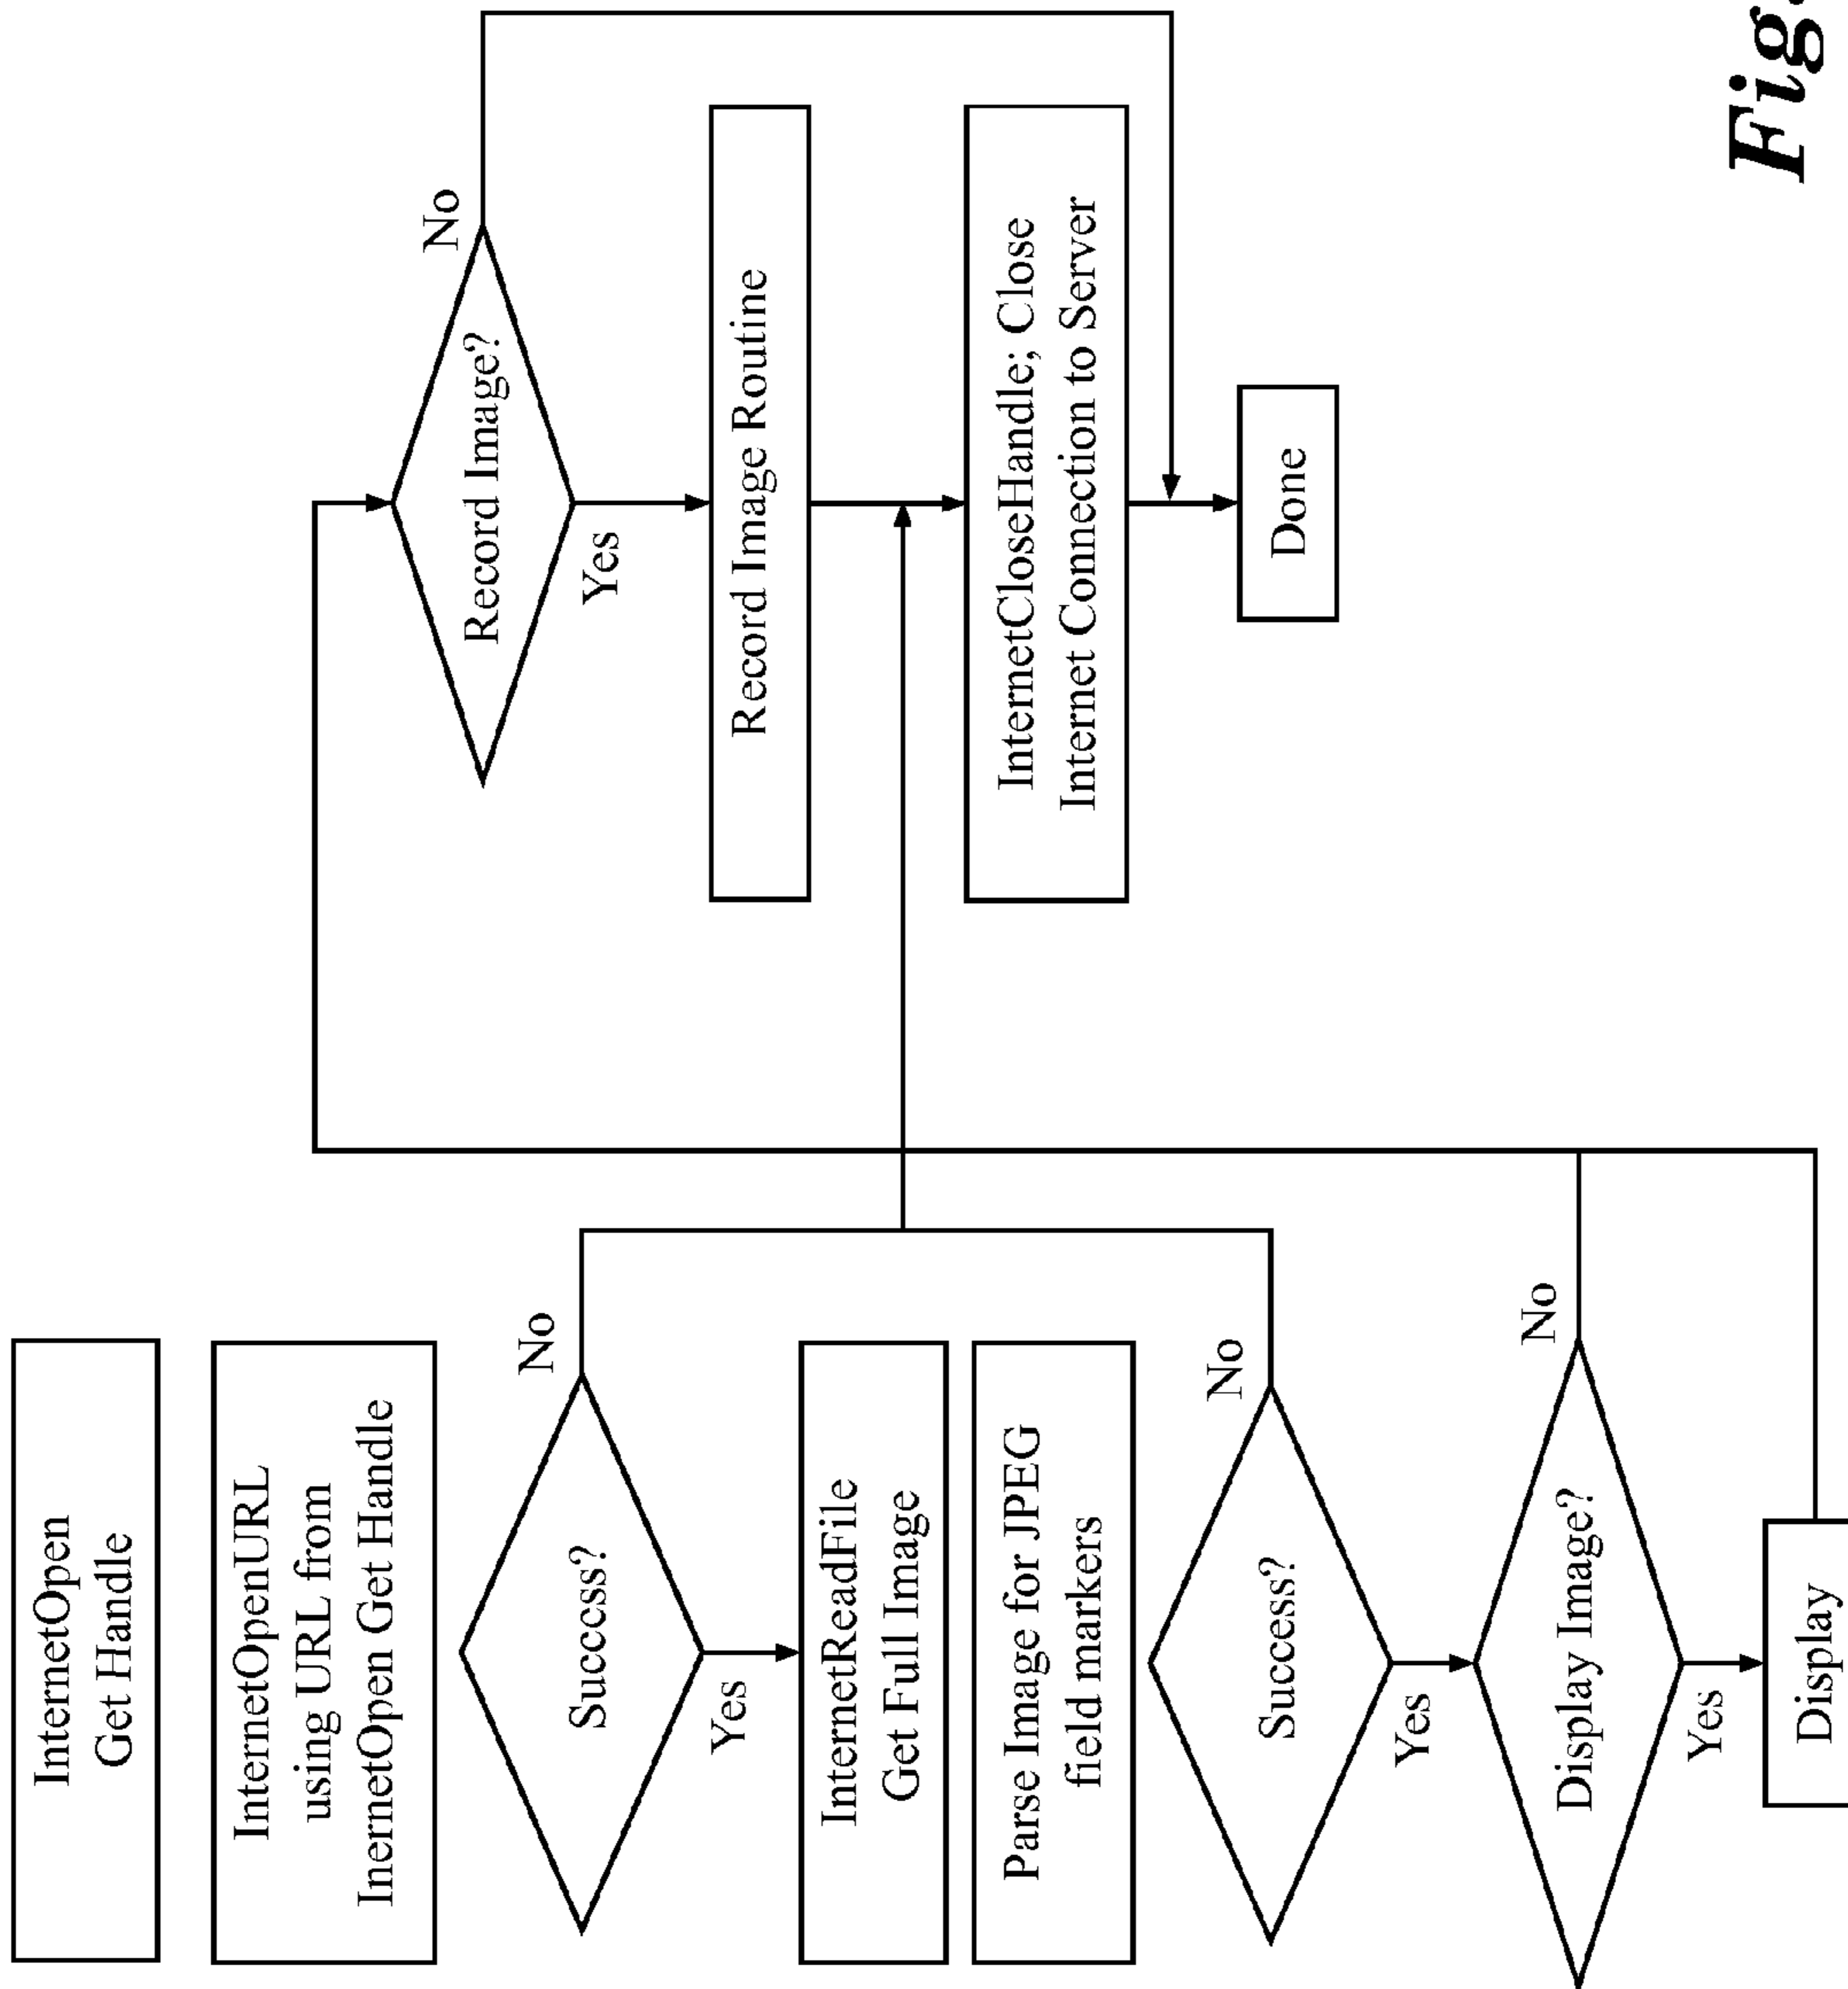 InternetOpen
Get Handle
InternetOpenURL
using URL from
InernetOpen Get Handle
Success?
No
Yes
InternetReadFile
Get Full Image
Parse Image for JPEG
field markers
Success?
No
Yes
Display Image?
No
Yes
Display
Record Image?
No
Yes
Record Image Routine
InternetCloseHandle; Close
Internet Connection to Server
Done
Fig.